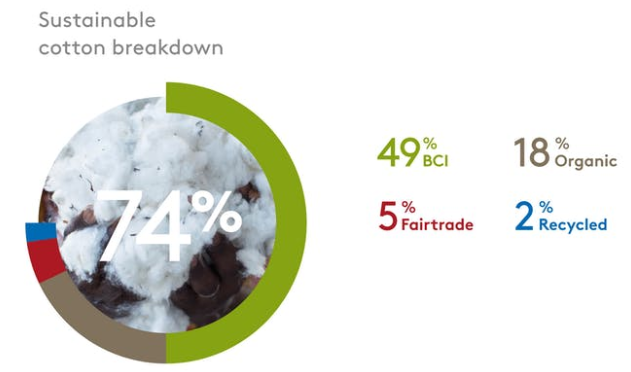 Sustainable
cotton breakdown
74%
49% BCI
18% Organic
5% Fairtrade
2% Recycled